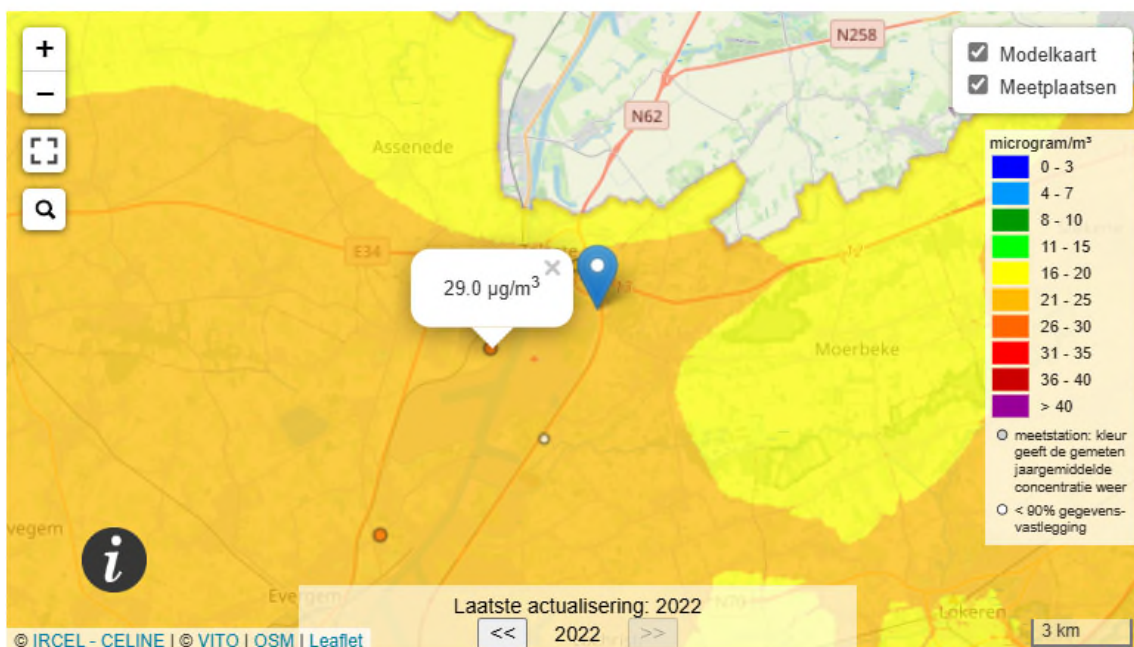 +
−
N258
N62
Modelkaart
Meetplaatsen
Assenede
E34
29.0 µg/m³
×
Moerbeke
microgram/m³
0 - 3
4 - 7
8 - 10
11 - 15
16 - 20
21 - 25
26 - 30
31 - 35
36 - 40
> 40
meetstation: kleur
geeft de gemeten
jaargemiddelde
concentratie weer
< 90% gegevens-
vastlegging
vegem
i
Evergem
N70
Lokeren
Laatste actualisering: 2022
<< 2022 >>
3 km
© IRCEL - CELINE | © VITO | OSM | Leaflet